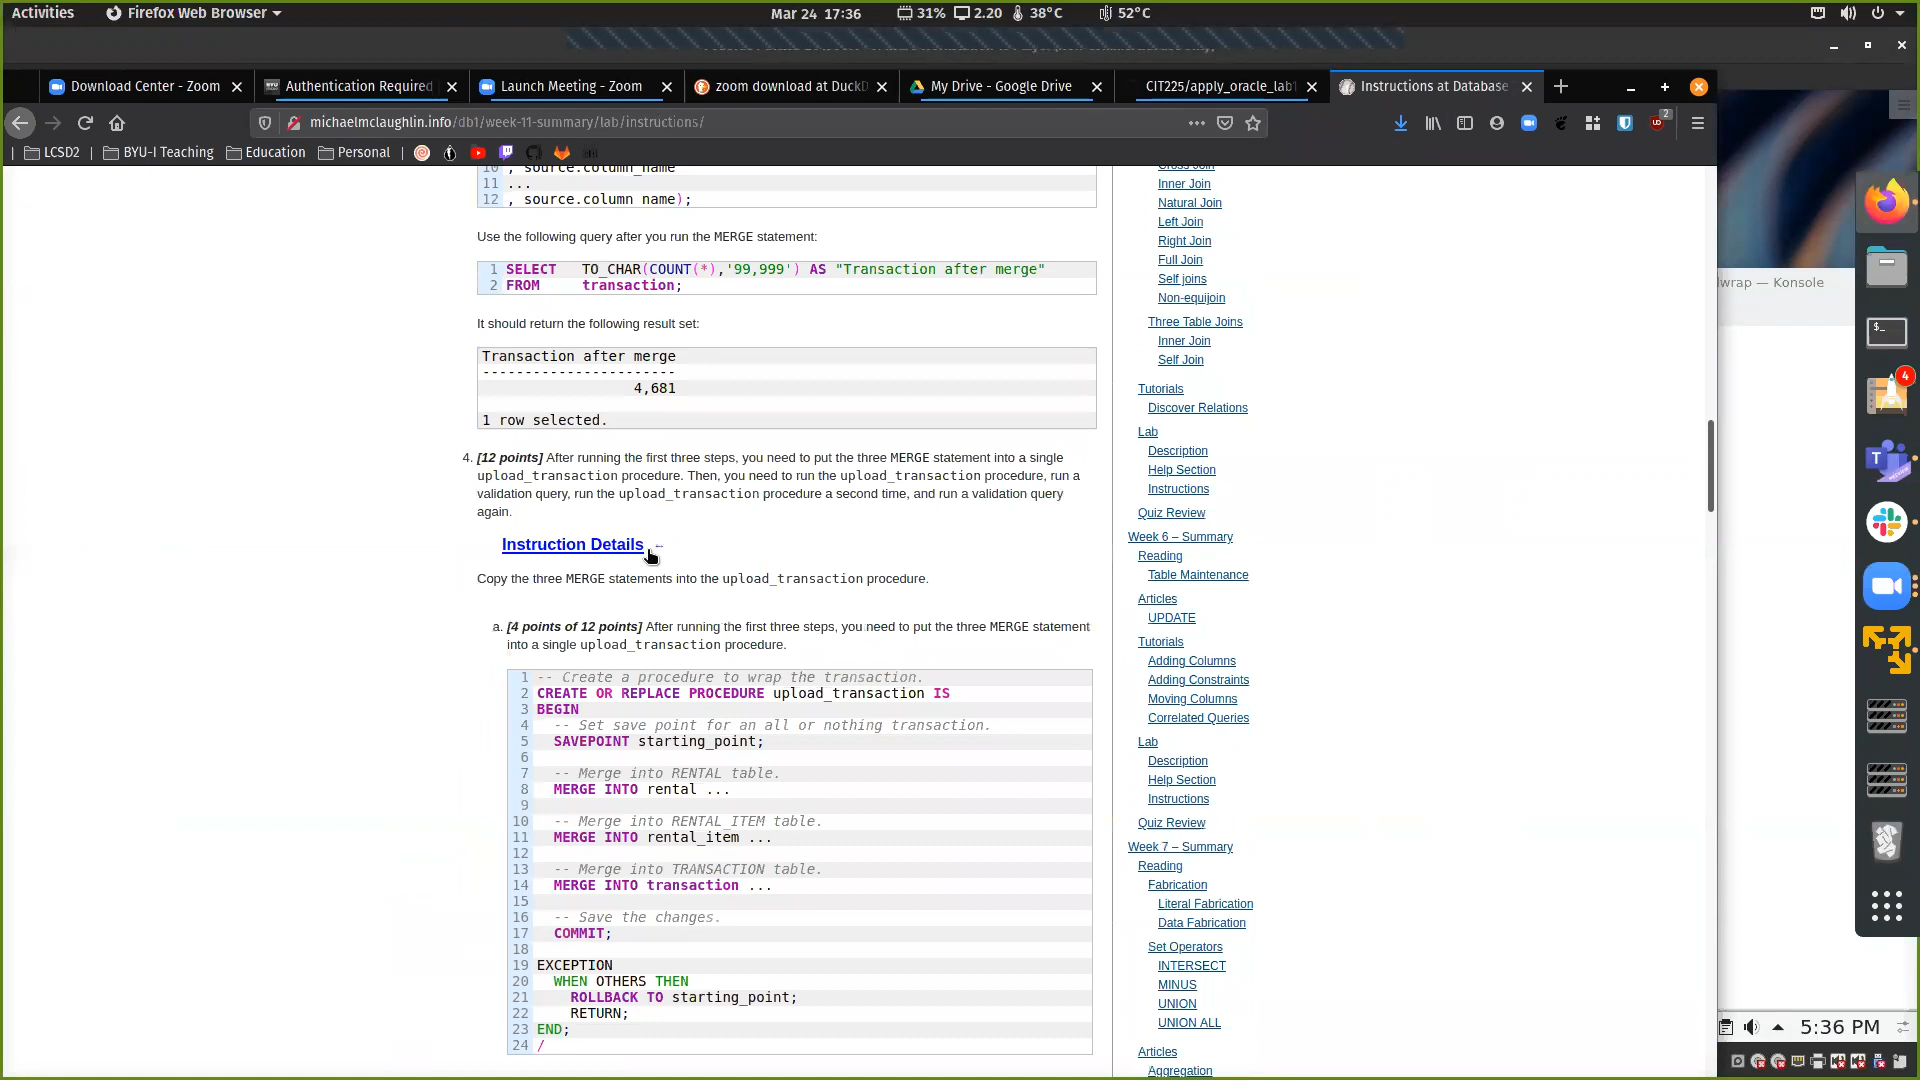 Activities Firefox Web Browser Mar 24 17:36 31% 2.20 38°C 52°C
Download Center - Zoom Authentication Required Launch Meeting - Zoom zoom download at DuckD My Drive - Google Drive CIT225/apply_oracle_lab1 Instructions at Database
michaelmclaughlin.info/db1/week-11-summary/lab/instructions/ 2
LCSD2 BYU-I Teaching Education Personal
10 , source.column_name
11 ...
12 , source.column_name);
Use the following query after you run the MERGE statement:
1 SELECT TO_CHAR(COUNT(*),'99,999') AS "Transaction after merge"
2 FROM transaction;
It should return the following result set:
Transaction after merge
-----------------------
4,681
1 row selected.
4. [12 points] After running the first three steps, you need to put the three MERGE statement into a single
upload_transaction procedure. Then, you need to run the upload_transaction procedure, run a
validation query, run the upload_transaction procedure a second time, and run a validation query
again.
Instruction Details ←
Copy the three MERGE statements into the upload_transaction procedure.
a. [4 points of 12 points] After running the first three steps, you need to put the three MERGE statement
into a single upload_transaction procedure.
1 -- Create a procedure to wrap the transaction.
2 CREATE OR REPLACE PROCEDURE upload_transaction IS
3 BEGIN
4 -- Set save point for an all or nothing transaction.
5 SAVEPOINT starting_point;
6
7 -- Merge into RENTAL table.
8 MERGE INTO rental ...
9
10 -- Merge into RENTAL_ITEM table.
11 MERGE INTO rental_item ...
12
13 -- Merge into TRANSACTION table.
14 MERGE INTO transaction ...
15
16 -- Save the changes.
17 COMMIT;
18
19 EXCEPTION
20 WHEN OTHERS THEN
21 ROLLBACK TO starting_point;
22 RETURN;
23 END;
24 /
Cross Join
Inner Join
Natural Join
Left Join
Right Join
Full Join
Self joins
Non-equijoin
Three Table Joins
Inner Join
Self Join
Tutorials
Discover Relations
Lab
Description
Help Section
Instructions
Quiz Review
Week 6 – Summary
Reading
Table Maintenance
Articles
UPDATE
Tutorials
Adding Columns
Adding Constraints
Moving Columns
Correlated Queries
Lab
Description
Help Section
Instructions
Quiz Review
Week 7 – Summary
Reading
Fabrication
Literal Fabrication
Data Fabrication
Set Operators
INTERSECT
MINUS
UNION
UNION ALL
Articles
Aggregation
lwrap — Konsole
4
5:36 PM